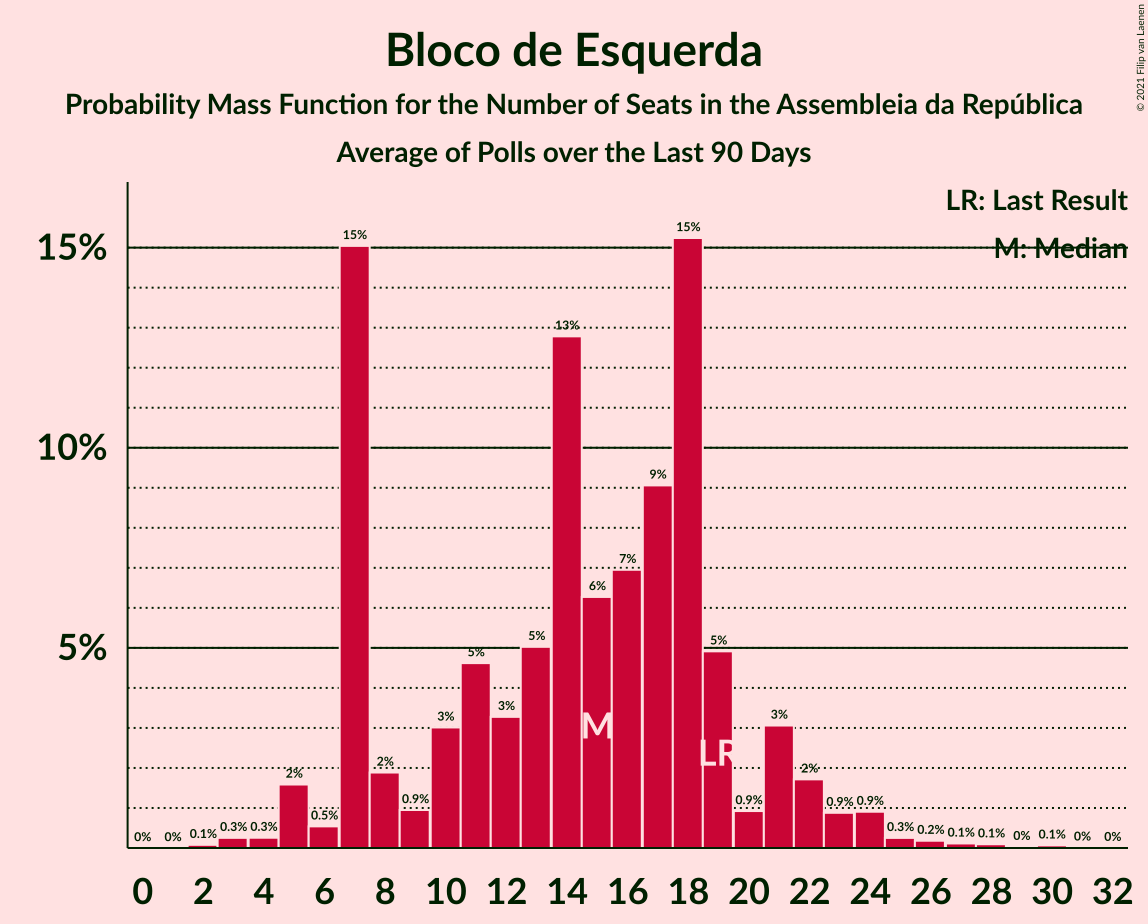 Bloco de Esquerda
Probability Mass Function for the Number of Seats in the Assembleia da República
Average of Polls over the Last 90 Days
© 2021 Filip van Laenen
LR: Last Result
M: Median
15%
10%
5%
0% 0% 0.1% 0.3% 0.3% 2% 0.5% 15% 2% 0.9% 3% 5% 3% 5% 13% 6% 7% 9% 15% 5% 0.9% 3% 2% 0.9% 0.9% 0.3% 0.2% 0.1% 0.1% 0% 0.1% 0% 0%
M
LR
0 2 4 6 8 10 12 14 16 18 20 22 24 26 28 30 32